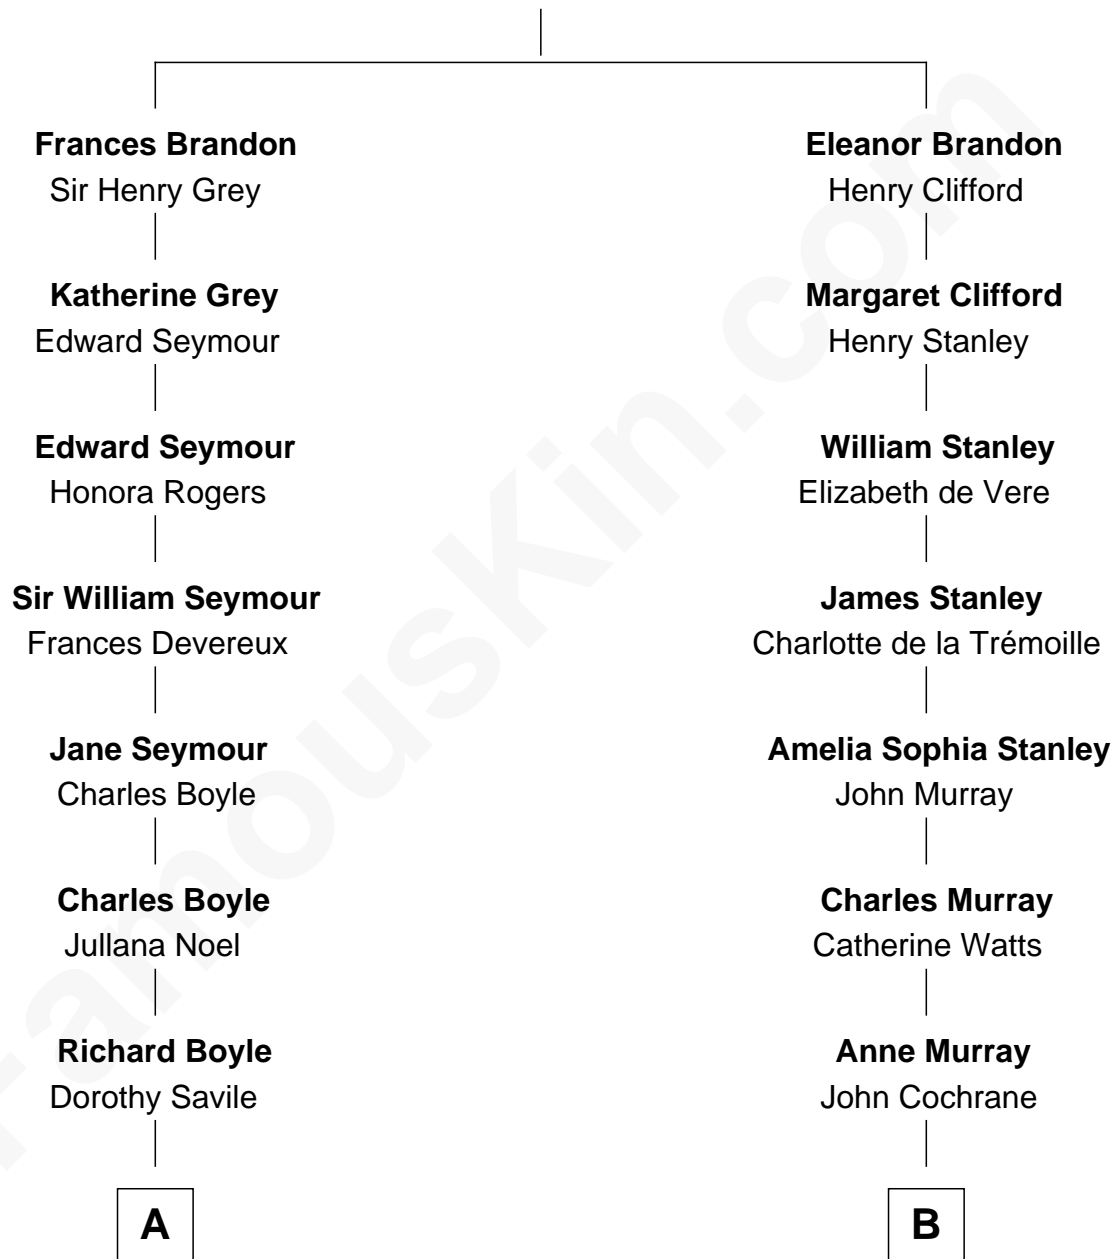 Frances Brandon
Sir Henry Grey
Katherine Grey
Edward Seymour
Edward Seymour
Honora Rogers
Sir William Seymour
Frances Devereux
Jane Seymour
Charles Boyle
Charles Boyle
Jullana Noel
Richard Boyle
Dorothy Savile
A
Eleanor Brandon
Henry Clifford
Margaret Clifford
Henry Stanley
William Stanley
Elizabeth de Vere
James Stanley
Charlotte de la Trémoille
Amelia Sophia Stanley
John Murray
Charles Murray
Catherine Watts
Anne Murray
John Cochrane
B
FamousKin.com